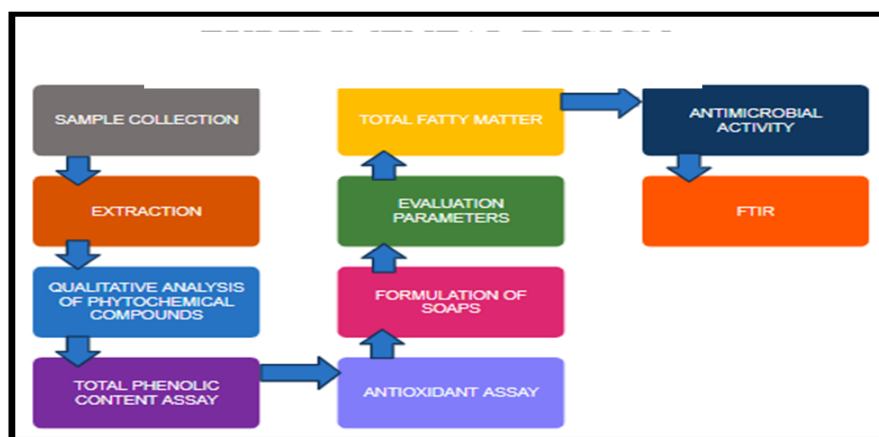 SAMPLE COLLECTION
EXTRACTION
QUALITATIVE ANALYSIS
OF PHYTOCHEMICAL
COMPOUNDS
TOTAL PHENOLIC
CONTENT ASSAY
ANTIOXIDANT ASSAY
FORMULATION OF
SOAPS
EVALUATION
PARAMETERS
TOTAL FATTY MATTER
ANTIMICROBIAL
ACTIVITY
FTIR